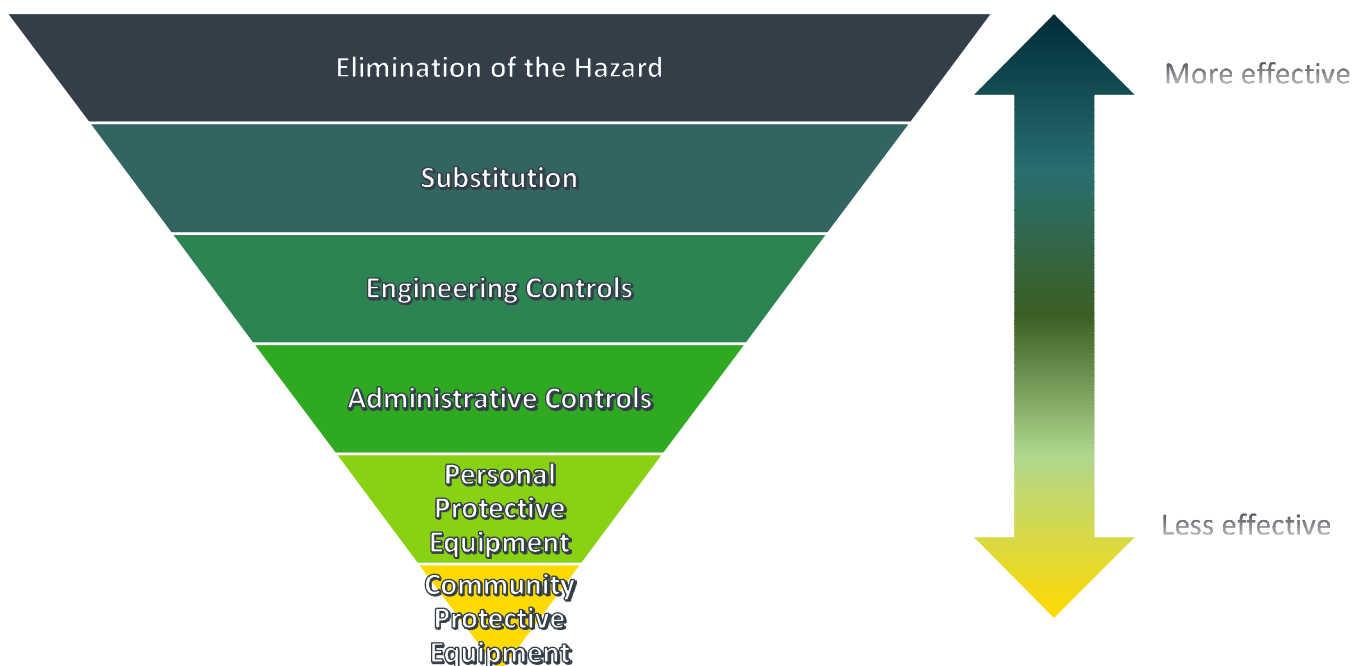 Elimination of the Hazard
More effective
Substitution
Engineering Controls
Administrative Controls
Personal
Protective
Equipment
Less effective
Community
Protective
Equipment